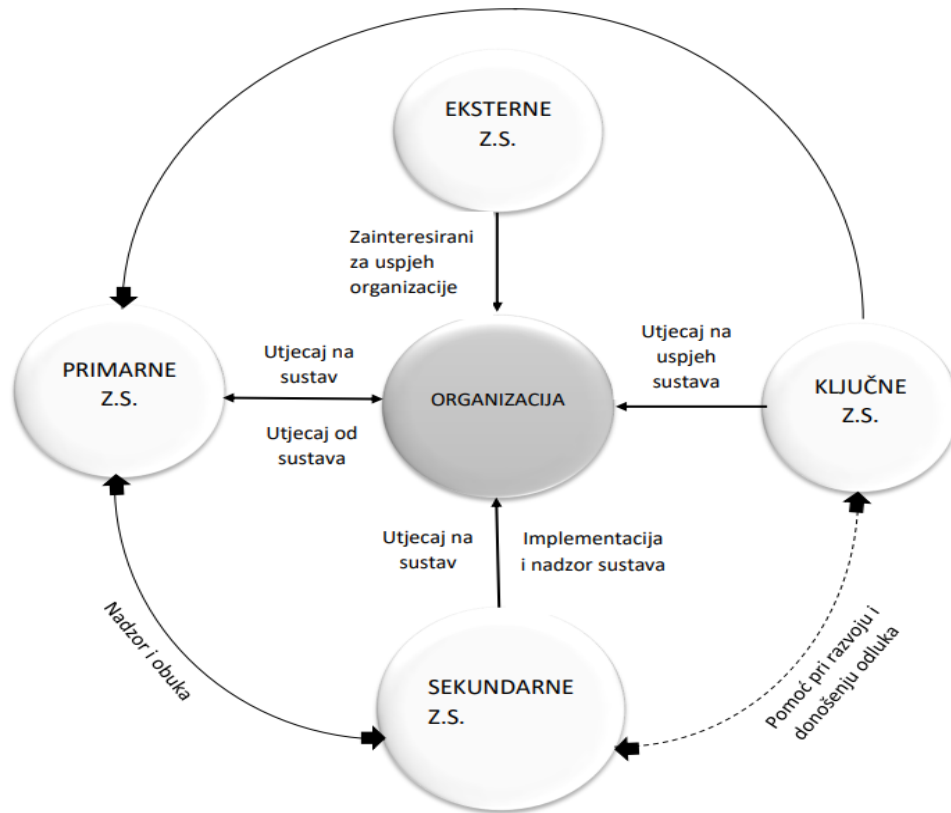 EKSTERNE
Z.S.
Zainteresirani
za uspjeh
organizacije
PRIMARNE
Z.S.
Utjecaj na
sustav
Utjecaj od
sustava
ORGANIZACIJA
Utjecaj na
uspjeh
sustava
KLJUČNE
Z.S.
Utjecaj na
sustav
Implementacija
i nadzor sustava
Nadzor i obuka
SEKUNDARNE
Z.S.
Pomoć pri razvoju i
donošenju odluka